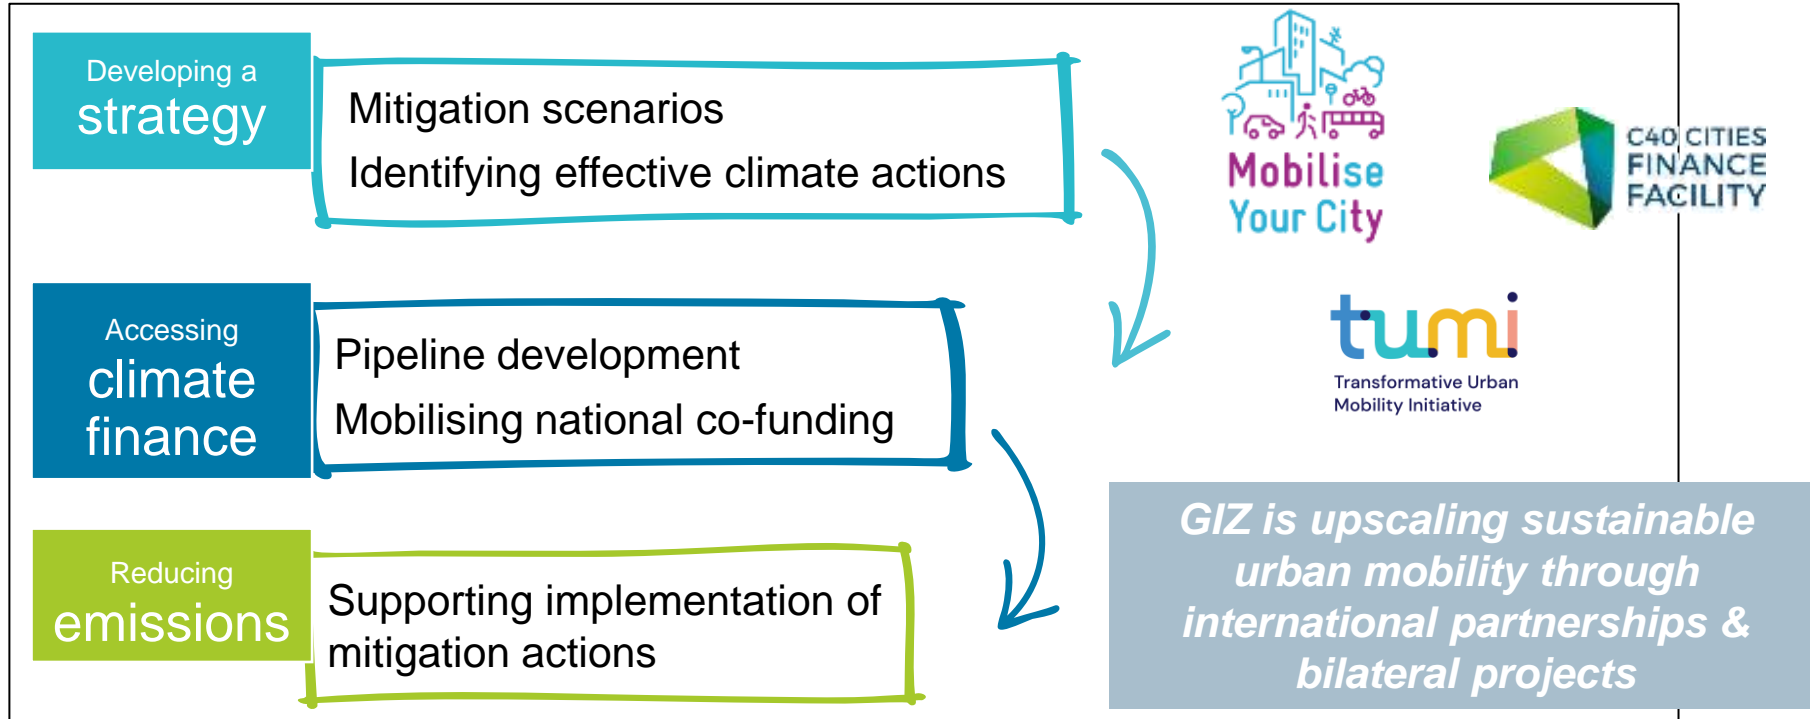 Developing a
strategy
Mitigation scenarios
Identifying effective climate actions
Accessing
climate
finance
Pipeline development
Mobilising national co-funding
Reducing
emissions
Supporting implementation of
mitigation actions
Mobilise
Your City
C40 CITIES
FINANCE
FACILITY
tumi
Transformative Urban
Mobility Initiative
GIZ is upscaling sustainable
urban mobility through
international partnerships &
bilateral projects